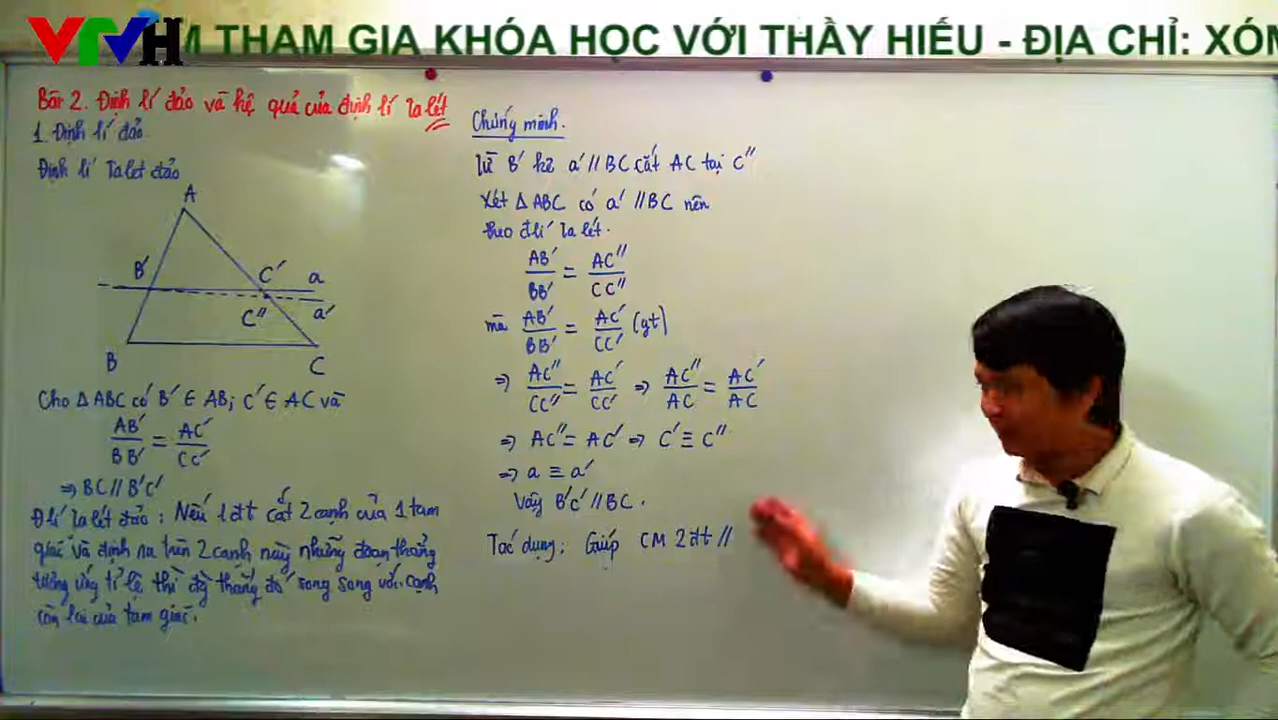 VTVH
M THAM GIA KHÓA HỌC VỚI THẦY HIẾU - ĐỊA CHỈ: XÓM
Bài 2. Định lí đảo và hệ quả của định lí Ta lét
1. Định lí đảo
Định lí Talet đảo
A
B' C' a
C'' a'
B C
Cho Δ ABC có B' ∈ AB; C' ∈ AC và
AB'/BB' = AC'/CC'
⇒ BC // B'C'
Đlí Ta lét đảo: Nếu 1 đt cắt 2 cạnh của 1 tam
giác và định ra trên 2 cạnh này những đoạn thẳng
tương ứng tỉ lệ thì đg thẳng đó song song với cạnh
còn lại của tam giác.
Chứng minh.
Từ B' kẻ a' // BC cắt AC tại C''
Xét Δ ABC có a' // BC nên
theo đlí Ta lét.
AB'/BB' = AC''/CC''
mà AB'/BB' = AC'/CC' (gt)
⇒ AC''/CC'' = AC'/CC' ⇒ AC''/AC = AC'/AC
⇒ AC'' = AC' ⇒ C' ≡ C''
⇒ a ≡ a'
Vậy B'C' // BC.
Tác dụng: Giúp CM 2 đt //